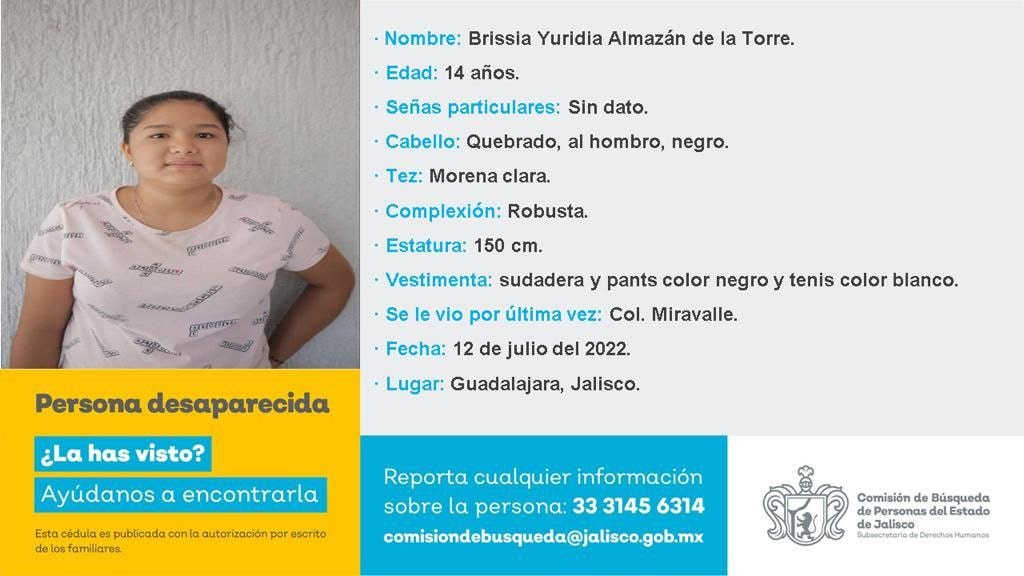 · Nombre: Brissia Yuridia Almazán de la Torre.
· Edad: 14 años.
· Señas particulares: Sin dato.
· Cabello: Quebrado, al hombro, negro.
· Tez: Morena clara.
· Complexión: Robusta.
· Estatura: 150 cm.
· Vestimenta: sudadera y pants color negro y tenis color blanco.
· Se le vio por última vez: Col. Miravalle.
· Fecha: 12 de julio del 2022.
· Lugar: Guadalajara, Jalisco.
Persona desaparecida
¿La has visto?
Ayúdanos a encontrarla
Esta cédula es publicada con la autorización por escrito
de los familiares.
Reporta cualquier información
sobre la persona: 33 3145 6314
comisiondebusqueda@jalisco.gob.mx
Comisión de Búsqueda
de Personas del Estado
de Jalisco
Subsecretaría de Derechos Humanos